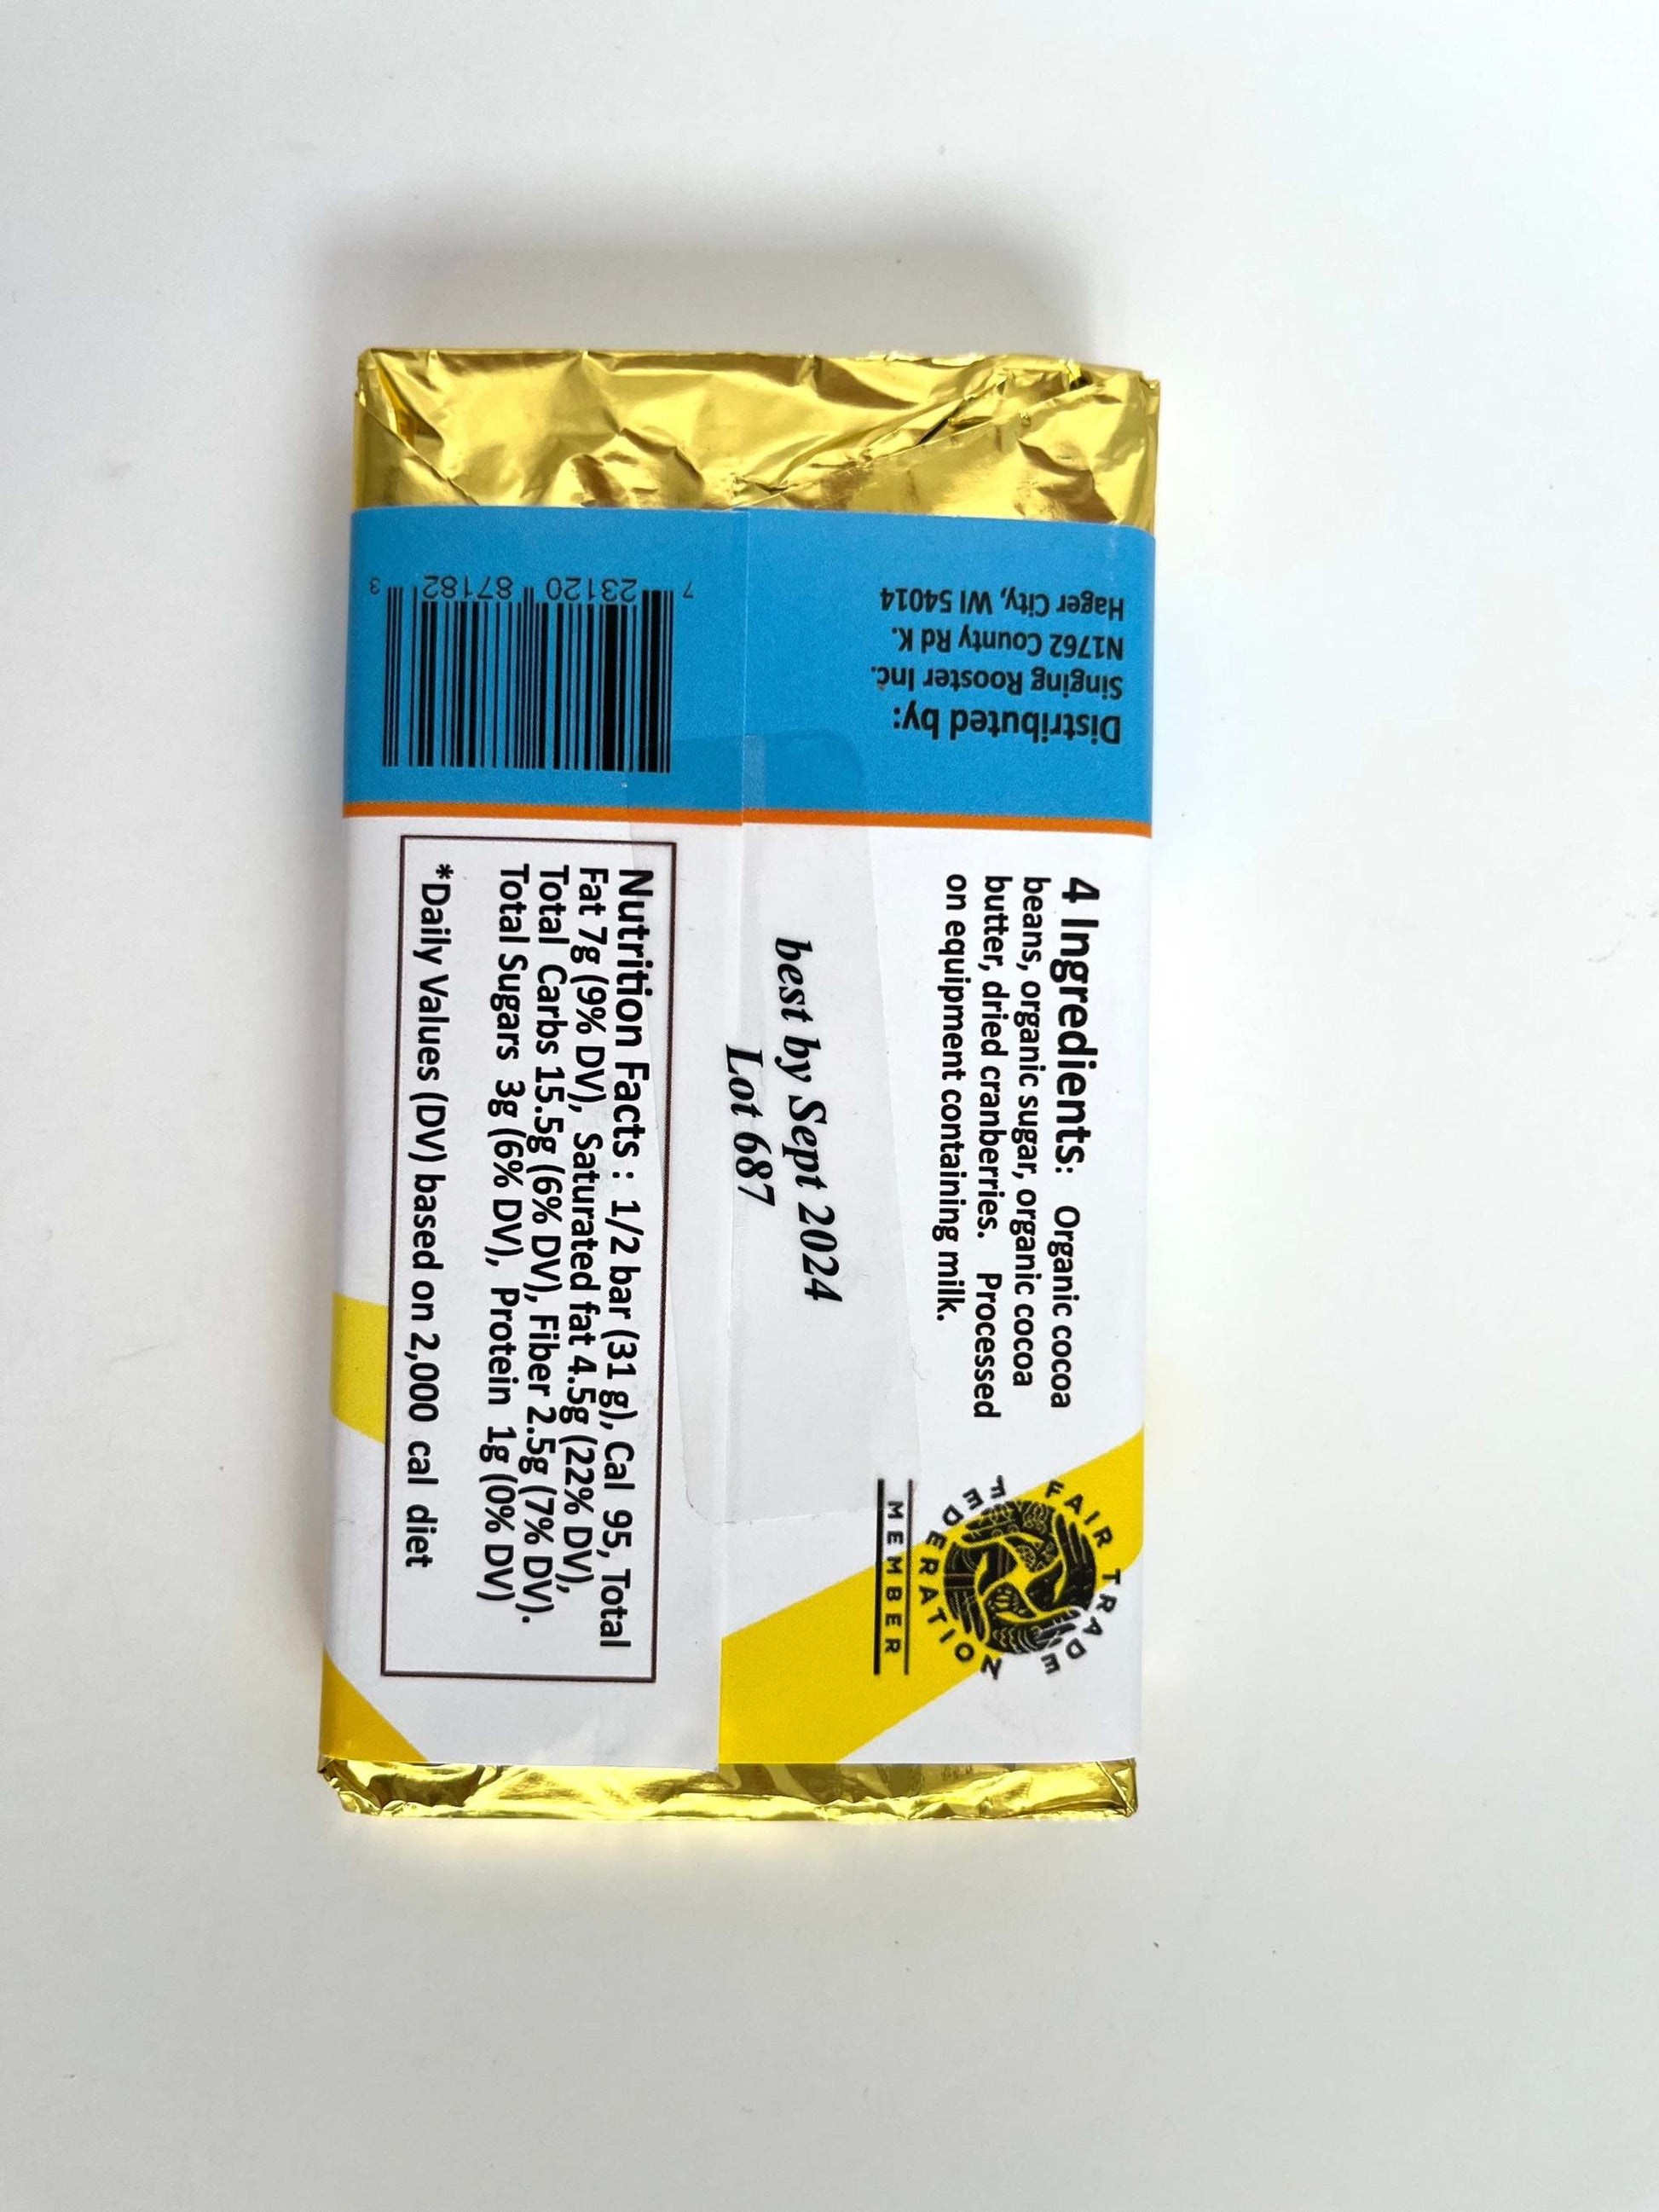 4 Ingredients: Organic cocoa
beans, organic sugar, organic cocoa
butter, dried cranberries. Processed
on equipment containing milk.
FAIR TRADE
FEDERATION
MEMBER
best by Sept 2024
Lot 687
Nutrition Facts : 1/2 bar (31 g), Cal 95, Total
Fat 7g (9% DV), Saturated fat 4.5g (22% DV),
Total Carbs 15.5g (6% DV), Fiber 2.5g (7% DV).
Total Sugars 3g (6% DV), Protein 1g (0% DV)
*Daily Values (DV) based on 2,000 cal diet
Distributed by:
Singing Rooster Inc.
N1762 County Rd K.
Hager City, WI 54014
7 23120 87182 3